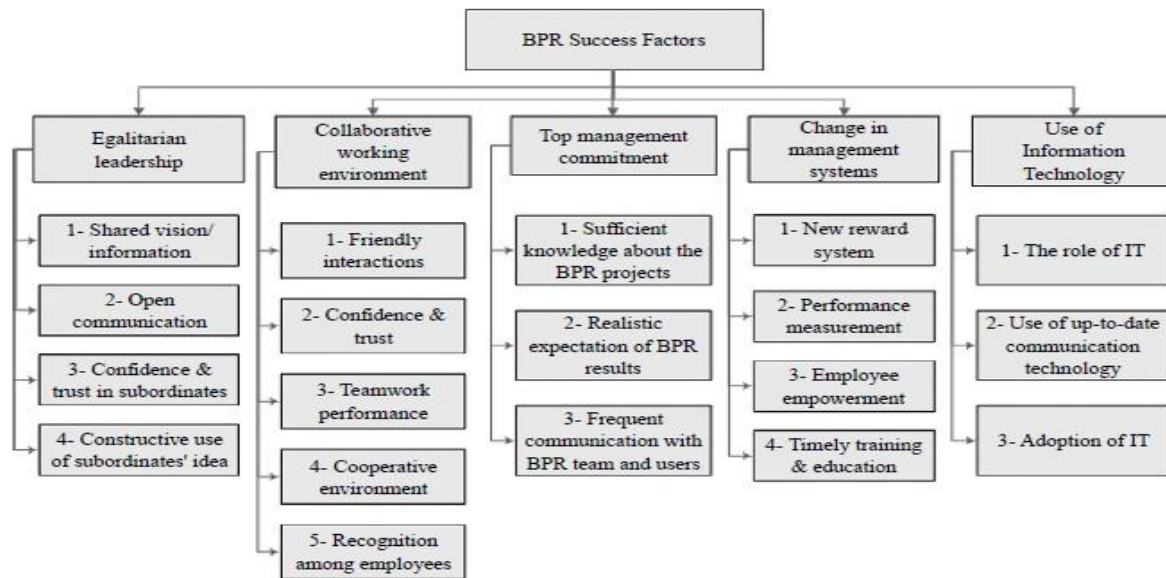 BPR Success Factors
Egalitarian
leadership
1- Shared vision/
information
2- Open
communication
3- Confidence &
trust in subordinates
4- Constructive use
of subordinates' idea
Collaborative
working
environment
1- Friendly
interactions
2- Confidence &
trust
3- Teamwork
performance
4- Cooperative
environment
5- Recognition
among employees
Top management
commitment
1- Sufficient
knowledge about the
BPR projects
2- Realistic
expectation of BPR
results
3- Frequent
communication with
BPR team and users
Change in
management
systems
1- New reward
system
2- Performance
measurement
3- Employee
empowerment
4- Timely training
& education
Use of
Information
Technology
1- The role of IT
2- Use of up-to-date
communication
technology
3- Adoption of IT